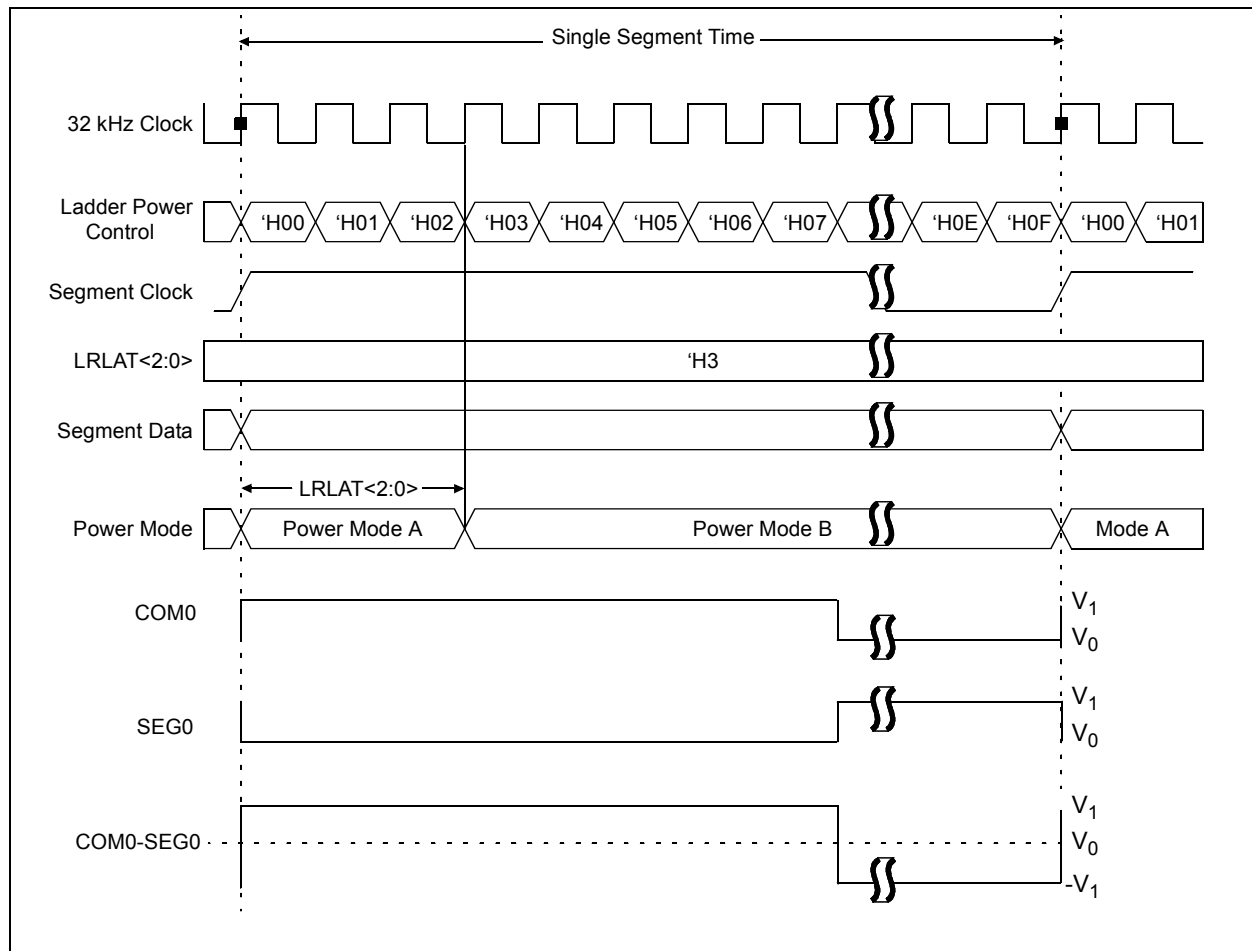 Single Segment Time
32 kHz Clock
Ladder Power
Control
‘H00 ‘H01 ‘H02 ‘H03 ‘H04 ‘H05 ‘H06 ‘H07 ‘H0E ‘H0F ‘H00 ‘H01
Segment Clock
LRLAT<2:0>
‘H3
Segment Data
LRLAT<2:0>
Power Mode
Power Mode A
Power Mode B
Mode A
COM0
V1
V0
SEG0
V1
V0
COM0-SEG0
V1
V0
-V1